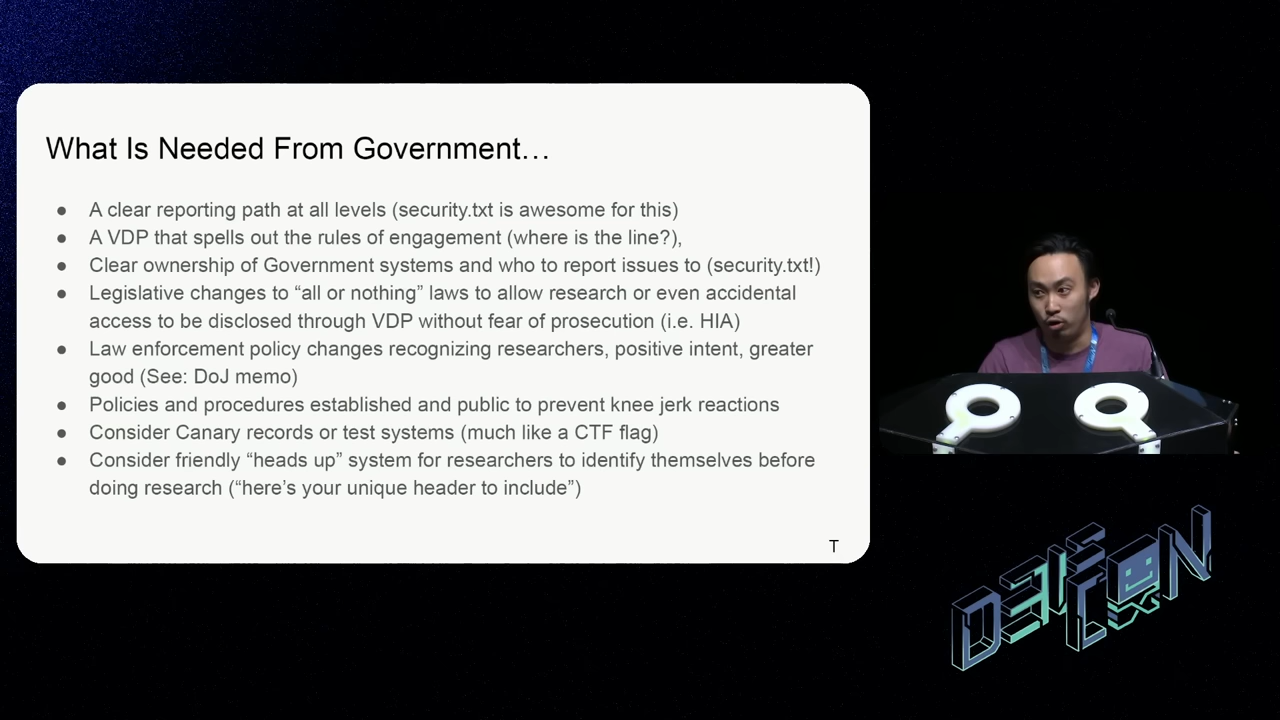 What Is Needed From Government…
● A clear reporting path at all levels (security.txt is awesome for this)
● A VDP that spells out the rules of engagement (where is the line?),
● Clear ownership of Government systems and who to report issues to (security.txt!)
● Legislative changes to “all or nothing” laws to allow research or even accidental
access to be disclosed through VDP without fear of prosecution (i.e. HIA)
● Law enforcement policy changes recognizing researchers, positive intent, greater
good (See: DoJ memo)
● Policies and procedures established and public to prevent knee jerk reactions
● Consider Canary records or test systems (much like a CTF flag)
● Consider friendly “heads up” system for researchers to identify themselves before
doing research (“here’s your unique header to include”)
T
DEF
CON